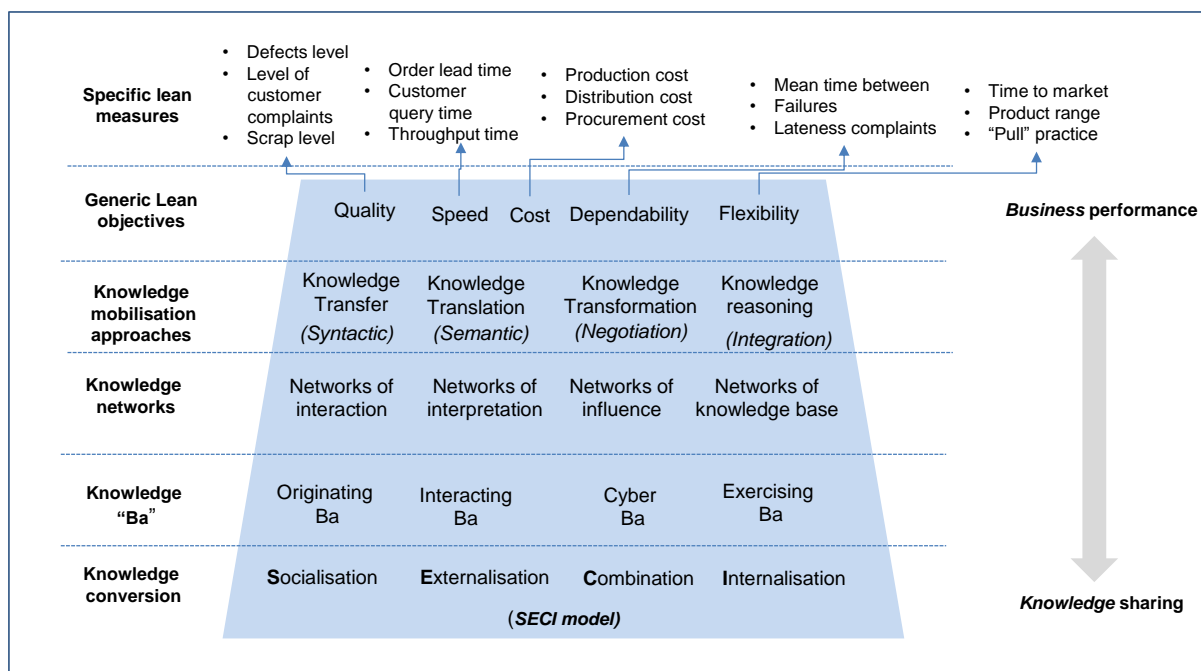 • Defects level
• Level of
customer
complaints
• Scrap level
• Order lead time
• Customer
query time
• Throughput time
• Production cost
• Distribution cost
• Procurement cost
• Mean time between
• Failures
• Lateness complaints
• Time to market
• Product range
• “Pull” practice
Specific lean
measures
Generic Lean
objectives
Quality
Speed
Cost
Dependability
Flexibility
Business performance
Knowledge
mobilisation
approaches
Knowledge
Transfer
(Syntactic)
Knowledge
Translation
(Semantic)
Knowledge
Transformation
(Negotiation)
Knowledge
reasoning
(Integration)
Knowledge
networks
Networks of
interaction
Networks of
interpretation
Networks of
influence
Networks of
knowledge base
Knowledge
“Ba”
Originating
Ba
Interacting
Ba
Cyber
Ba
Exercising
Ba
Knowledge
conversion
Socialisation
Externalisation
Combination
Internalisation
(SECI model)
Knowledge sharing